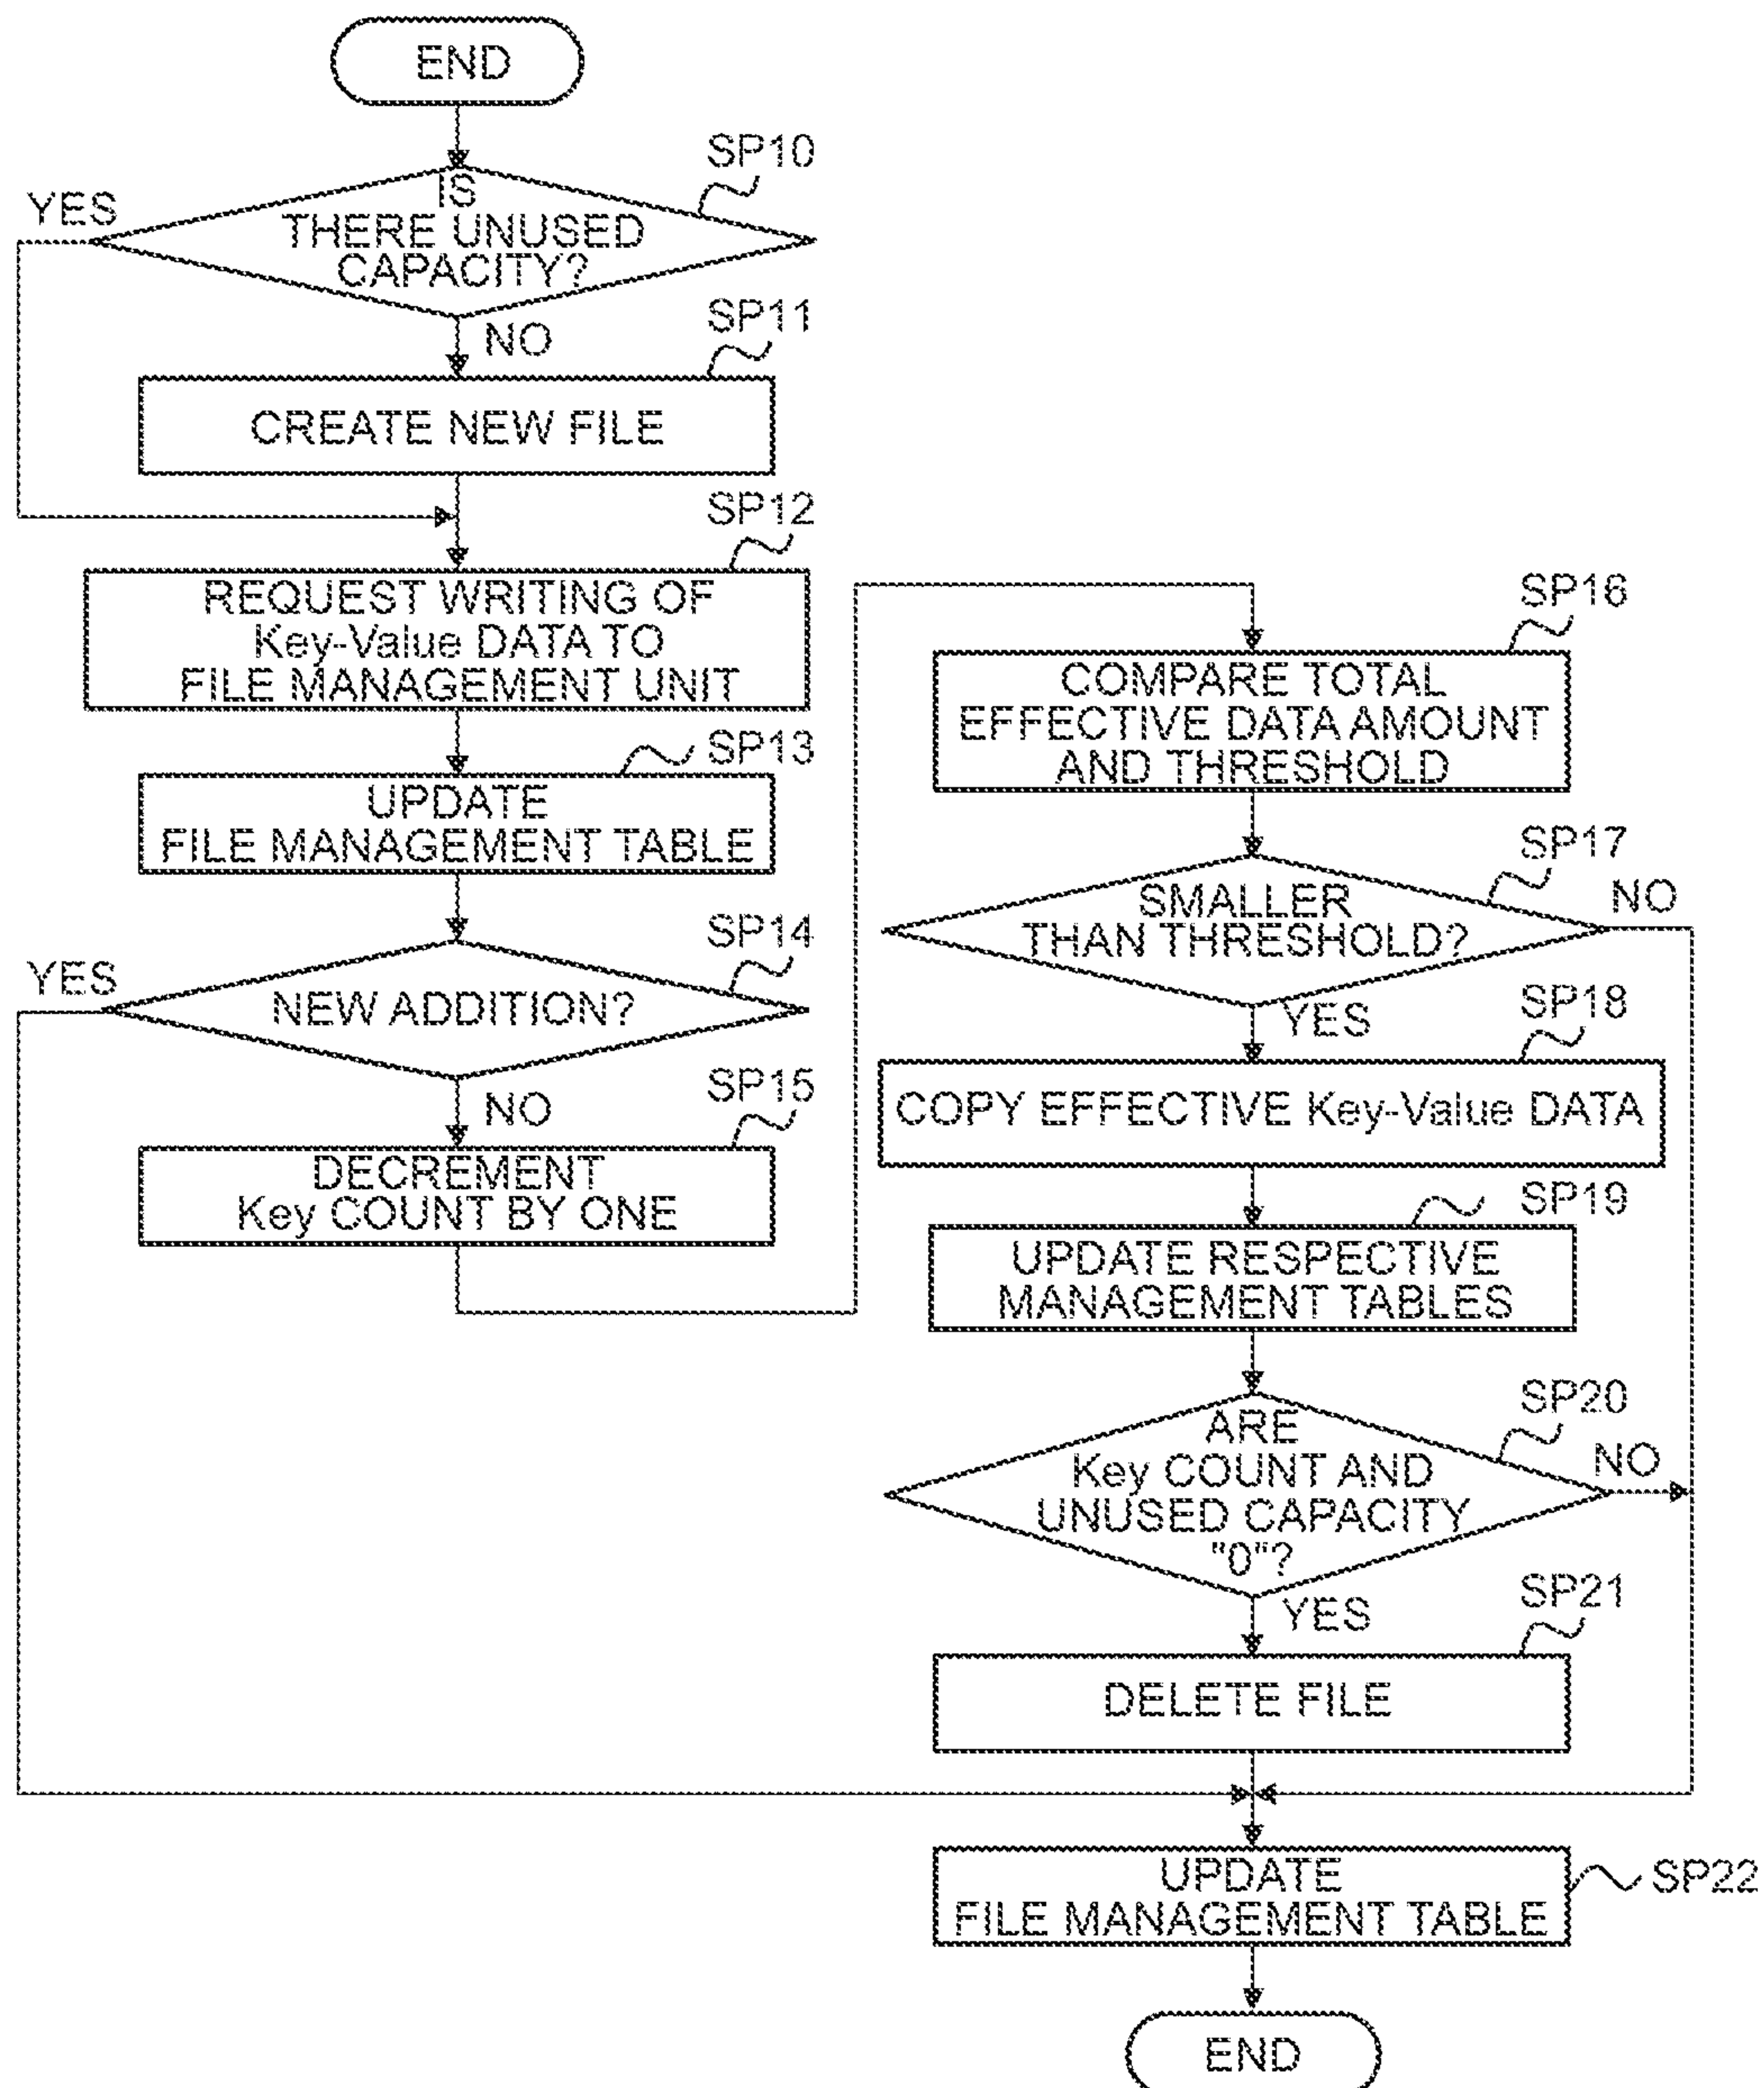 END
SP10
YES
IS
THERE UNUSED
CAPACITY?
NO
SP11
CREATE NEW FILE
SP12
REQUEST WRITING OF
Key-Value DATA TO
FILE MANAGEMENT UNIT
SP13
UPDATE
FILE MANAGEMENT TABLE
SP14
YES
NEW ADDITION?
NO
SP15
DECREMENT
Key COUNT BY ONE
SP16
COMPARE TOTAL
EFFECTIVE DATA AMOUNT
AND THRESHOLD
SP17
SMALLER
THAN THRESHOLD?
NO
YES
SP18
COPY EFFECTIVE Key-Value DATA
SP19
UPDATE RESPECTIVE
MANAGEMENT TABLES
SP20
ARE
Key COUNT AND
UNUSED CAPACITY
"0"?
NO
YES
SP21
DELETE FILE
UPDATE
FILE MANAGEMENT TABLE
SP22
END